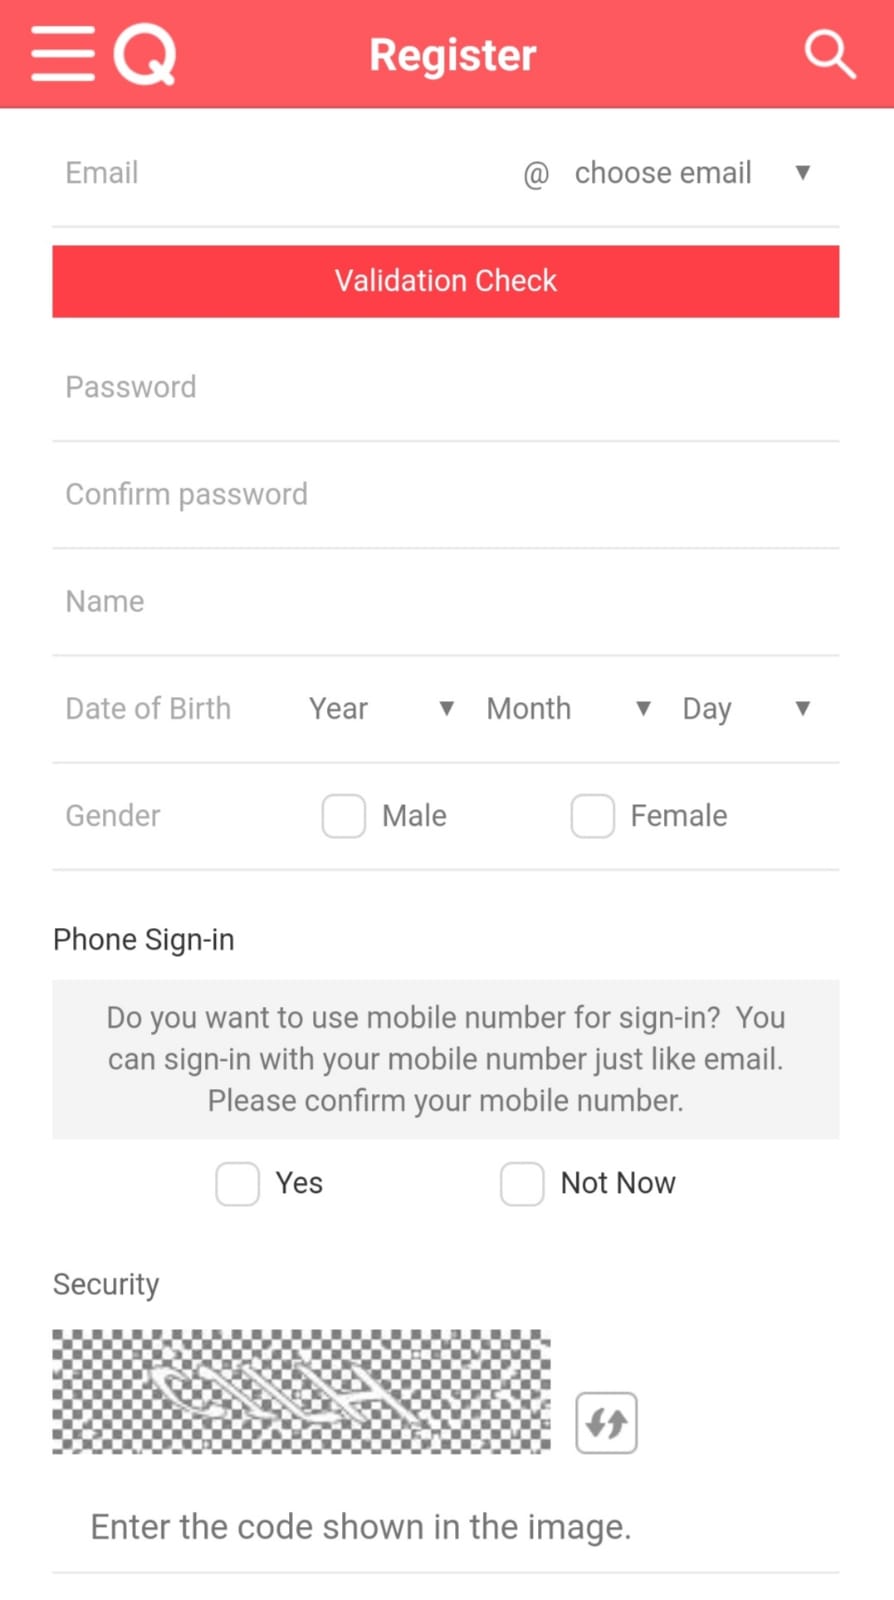 Q Register
Email @ choose email ▼
Validation Check
Password
Confirm password
Name
Date of Birth Year ▼ Month ▼ Day ▼
Gender Male Female
Phone Sign-in
Do you want to use mobile number for sign-in? You
can sign-in with your mobile number just like email.
Please confirm your mobile number.
Yes Not Now
Security
Enter the code shown in the image.